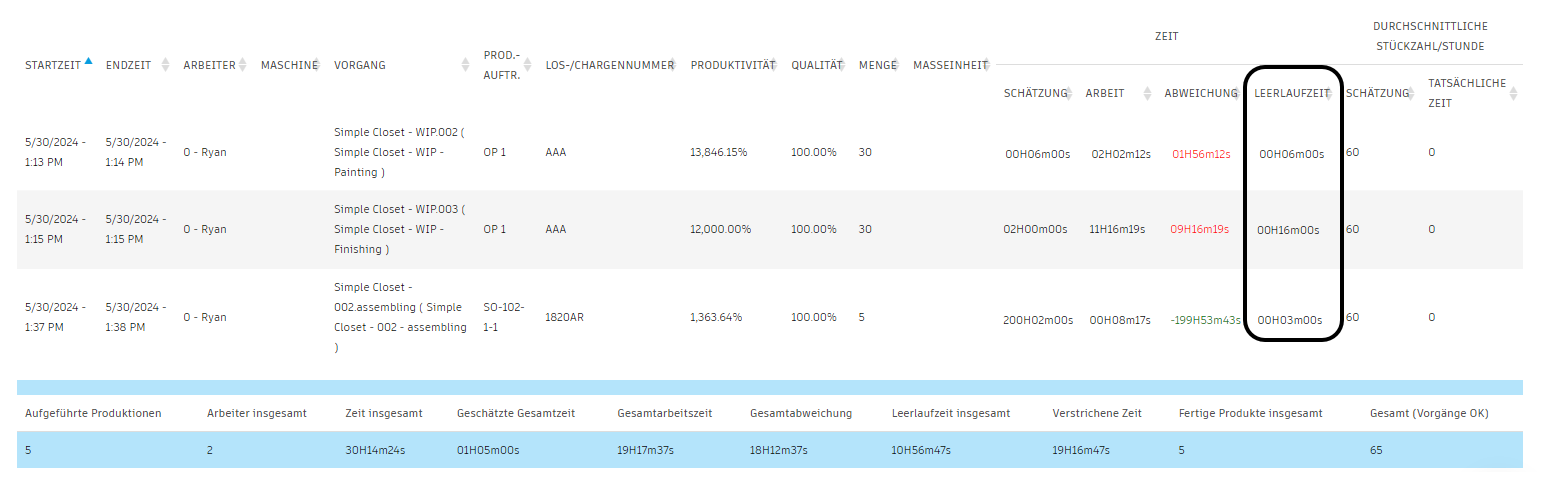 ZEIT
DURCHSCHNITTLICHE
STÜCKZAHL/STUNDE
STARTZEIT ENDZEIT ARBEITER MASCHINE VORGANG PROD.-
AUFTR. LOS-/CHARGENNUMMER PRODUKTIVITÄT QUALITÄT MENGE MASSEINHEIT
SCHÄTZUNG ARBEIT ABWEICHUNG LEERLAUFZEIT SCHÄTZUNG TATSÄCHLICHE
ZEIT
5/30/2024 -
1:13 PM
5/30/2024 -
1:14 PM
0 - Ryan
Simple Closet - WIP.002 (
Simple Closet - WIP -
Painting )
OP 1 AAA 13,846.15% 100.00% 30 00H06m00s 02H02m12s 01H56m12s 00H06m00s 60 0
5/30/2024 -
1:15 PM
5/30/2024 -
1:15 PM
0 - Ryan
Simple Closet - WIP.003 (
Simple Closet - WIP -
Finishing )
OP 1 AAA 12,000.00% 100.00% 30 02H00m00s 11H16m19s 09H16m19s 00H16m00s 60 0
5/30/2024 -
1:37 PM
5/30/2024 -
1:38 PM
0 - Ryan
Simple Closet -
002.assembling ( Simple
Closet - 002 - assembling
)
SO-102-
1-1
1820AR 1,363.64% 100.00% 5 200H02m00s 00H08m17s -199H53m43s 00H03m00s 60 0
Aufgeführte Produktionen Arbeiter insgesamt Zeit insgesamt Geschätzte Gesamtzeit Gesamtarbeitszeit Gesamtabweichung Leerlaufzeit insgesamt Verstrichene Zeit Fertige Produkte insgesamt Gesamt (Vorgänge OK)
5 2 30H14m24s 01H05m00s 19H17m37s 18H12m37s 10H56m47s 19H16m47s 5 65